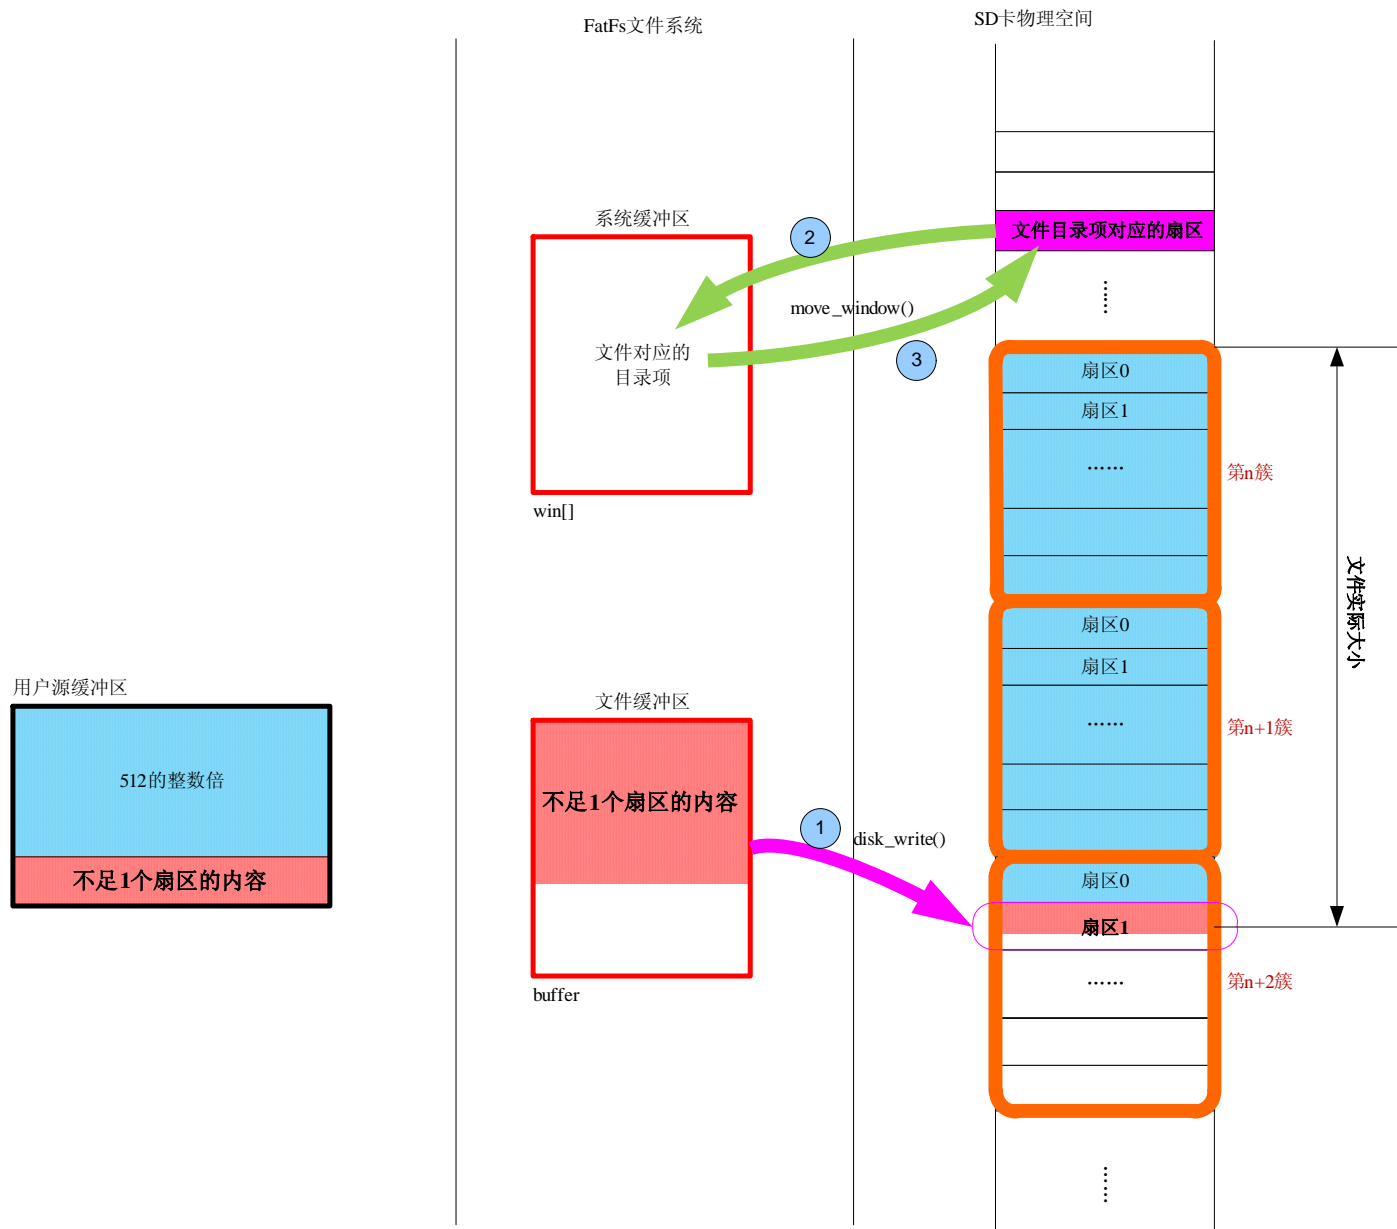 FatFs文件系统
SD卡物理空间
系统缓冲区
2
文件目录项对应的扇区
move_window()
文件对应的
目录项
3
扇区0
扇区1
……
第n簇
win[]
文件实际大小
扇区0
扇区1
……
第n+1簇
用户源缓冲区
512的整数倍
不足1个扇区的内容
文件缓冲区
不足1个扇区的内容
1
disk_write()
buffer
扇区0
扇区1
……
第n+2簇
……
……